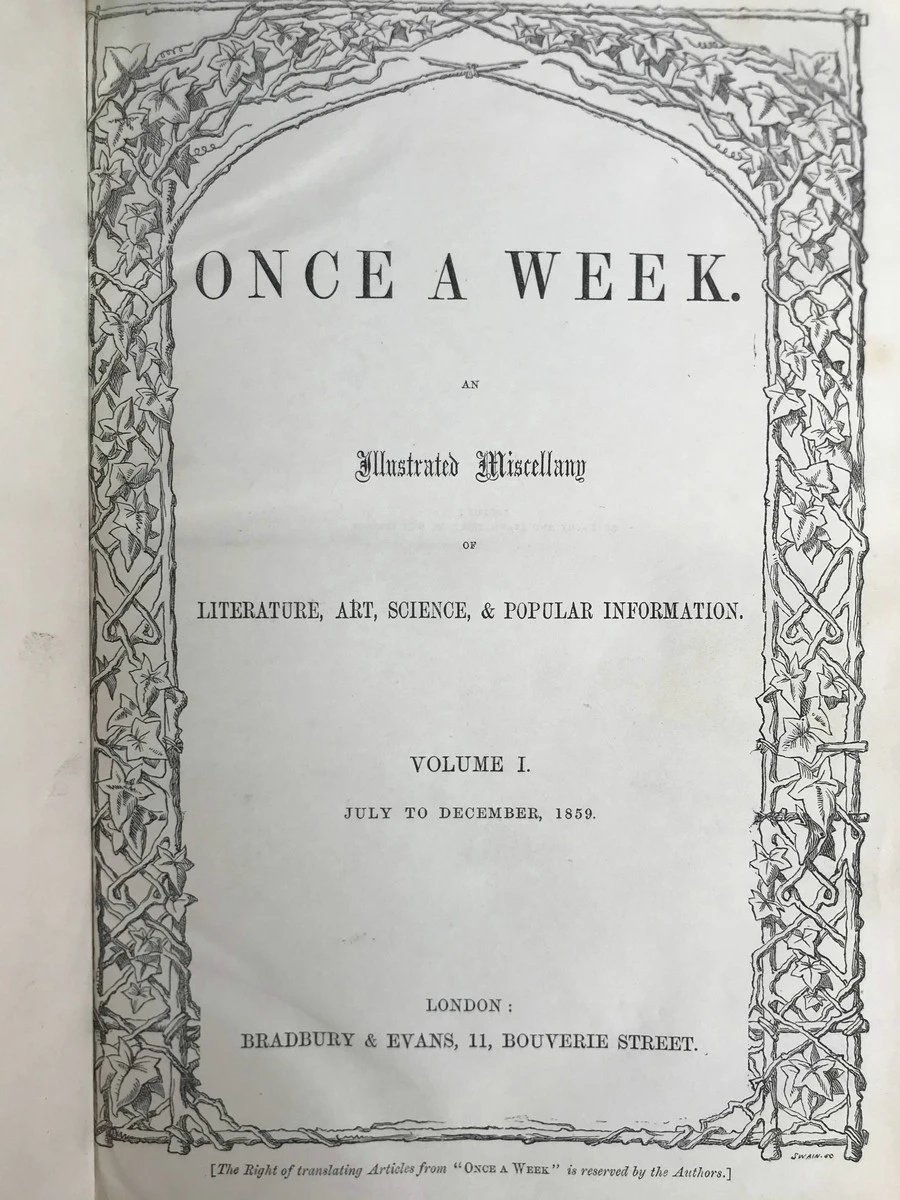 ONCE A WEEK.
AN
Illustrated Miscellany
OF
LITERATURE, ART, SCIENCE, & POPULAR INFORMATION.
VOLUME I.
JULY TO DECEMBER, 1859.
LONDON :
BRADBURY & EVANS, 11, BOUVERIE STREET.
SWAIN. SC
[The Right of translating Articles from "ONCE A WEEK" is reserved by the Authors.]